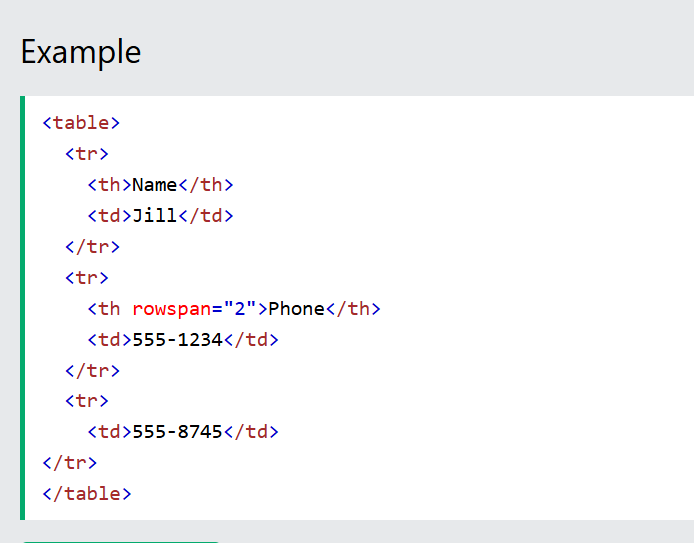 Example
<table>
<tr>
<th>Name</th>
<td>Jill</td>
</tr>
<tr>
<th rowspan="2">Phone</th>
<td>555-1234</td>
</tr>
<tr>
<td>555-8745</td>
</tr>
</table>